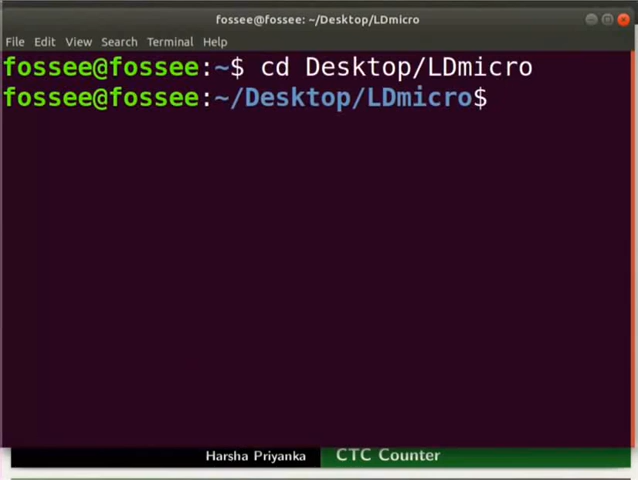 fossee@fossee: ~/Desktop/LDmicro
File Edit View Search Terminal Help
fossee@fossee:~$ cd Desktop/LDmicro
fossee@fossee:~/Desktop/LDmicro$
Harsha Priyanka CTC Counter